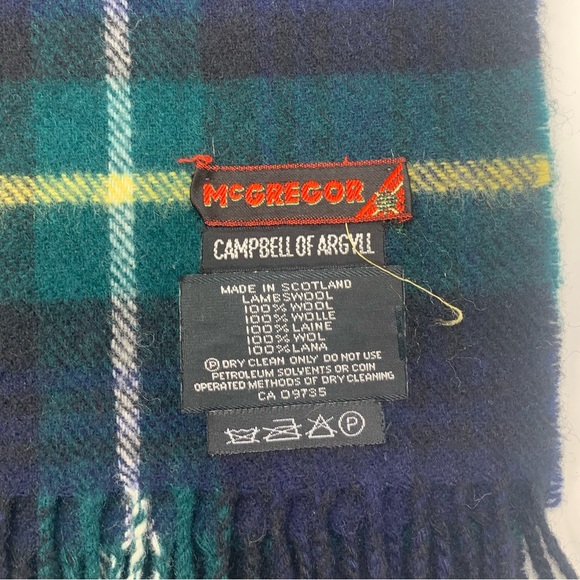 McGREGOR
CAMPBELL OF ARGYLL
MADE IN SCOTLAND
LAMBSWOOL
100% WOOL
100% WOLLE
100% LAINE
100% WOL
100% LANA
Ⓟ DRY CLEAN ONLY DO NOT USE
PETROLEUM SOLVENTS OR COIN
OPERATED METHODS OF DRY CLEANING
CA 09735
Ⓟ